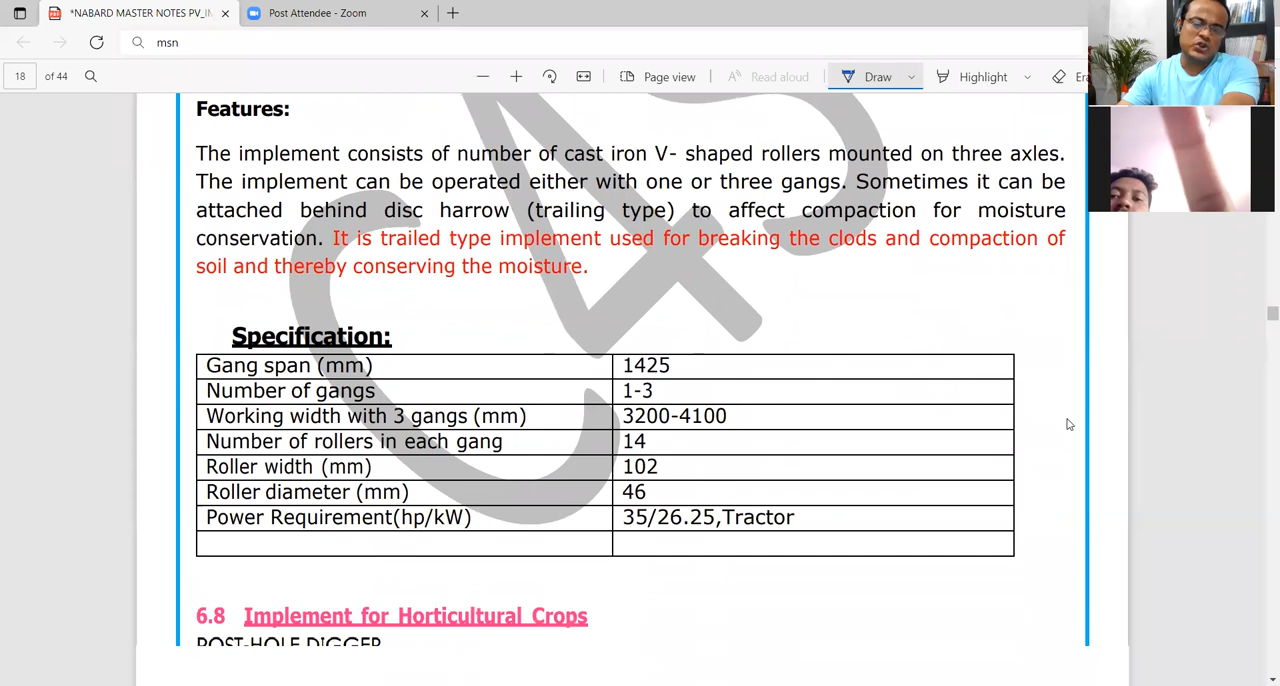 *NABARD MASTER NOTES PV_IN
Post Attendee - Zoom
msn
18 of 44
Page view
Read aloud
Draw
Highlight
Era
Features:
The implement consists of number of cast iron V- shaped rollers mounted on three axles.
The implement can be operated either with one or three gangs. Sometimes it can be
attached behind disc harrow (trailing type) to affect compaction for moisture
conservation. It is trailed type implement used for breaking the clods and compaction of
soil and thereby conserving the moisture.
Specification:
Gang span (mm) 1425
Number of gangs 1-3
Working width with 3 gangs (mm) 3200-4100
Number of rollers in each gang 14
Roller width (mm) 102
Roller diameter (mm) 46
Power Requirement(hp/kW) 35/26.25,Tractor
6.8 Implement for Horticultural Crops
POST-HOLE DIGGER
C4S